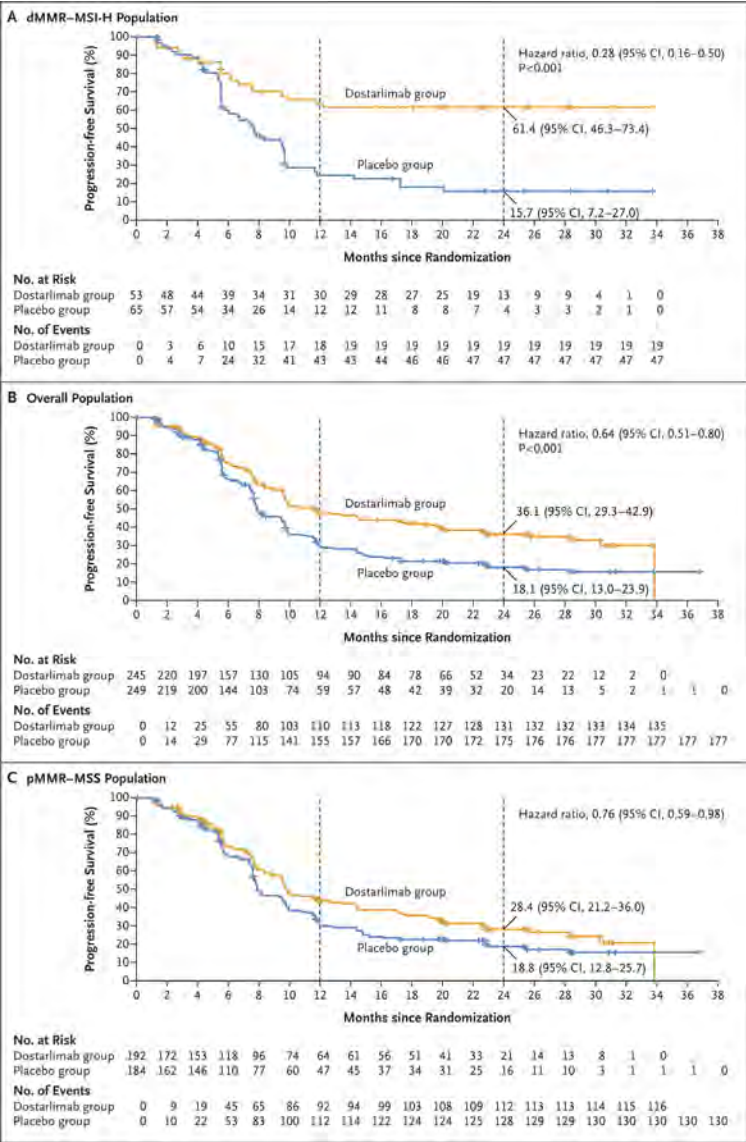 A dMMR–MSI-H Population
Progression-free Survival (%)
100
90
80
70
60
50
40
30
20
10
0
Hazard ratio, 0.28 (95% CI, 0.16–0.50)
P<0.001
Dostarlimab group
61.4 (95% CI, 46.3–73.4)
Placebo group
15.7 (95% CI, 7.2–27.0)
0 2 4 6 8 10 12 14 16 18 20 22 24 26 28 30 32 34 36 38
Months since Randomization
No. at Risk
Dostarlimab group 53 48 44 39 34 31 30 29 28 27 25 19 13 9 9 4 1 0
Placebo group 65 57 54 34 26 14 12 12 11 8 8 7 4 3 3 2 1 0
No. of Events
Dostarlimab group 0 3 6 10 15 17 18 19 19 19 19 19 19 19 19 19 19 19
Placebo group 0 4 7 24 32 41 43 43 44 46 46 47 47 47 47 47 47 47
B Overall Population
Progression-free Survival (%)
100
90
80
70
60
50
40
30
20
10
0
Hazard ratio, 0.64 (95% CI, 0.51–0.80)
P<0.001
Dostarlimab group
36.1 (95% CI, 29.3–42.9)
Placebo group
18.1 (95% CI, 13.0–23.9)
0 2 4 6 8 10 12 14 16 18 20 22 24 26 28 30 32 34 36 38
Months since Randomization
No. at Risk
Dostarlimab group 245 220 197 157 130 105 94 90 84 78 66 52 34 23 22 12 2 0
Placebo group 249 219 200 144 103 74 59 57 48 42 39 32 20 14 13 5 2 1 1 0
No. of Events
Dostarlimab group 0 12 25 55 80 103 110 113 118 122 127 128 131 132 132 133 134 135
Placebo group 0 14 29 77 115 141 155 157 166 170 170 172 175 176 176 177 177 177 177 177
C pMMR–MSS Population
Progression-free Survival (%)
100
90
80
70
60
50
40
30
20
10
0
Hazard ratio, 0.76 (95% CI, 0.59–0.98)
Dostarlimab group
28.4 (95% CI, 21.2–36.0)
Placebo group
18.8 (95% CI, 12.8–25.7)
0 2 4 6 8 10 12 14 16 18 20 22 24 26 28 30 32 34 36 38
Months since Randomization
No. at Risk
Dostarlimab group 192 172 153 118 96 74 64 61 56 51 41 33 21 14 13 8 1 0
Placebo group 184 162 146 110 77 60 47 45 37 34 31 25 16 11 10 3 1 1 1 0
No. of Events
Dostarlimab group 0 9 19 45 65 86 92 94 99 103 108 109 112 113 113 114 115 116
Placebo group 0 10 22 53 83 100 112 114 122 124 124 125 128 129 129 130 130 130 130 130